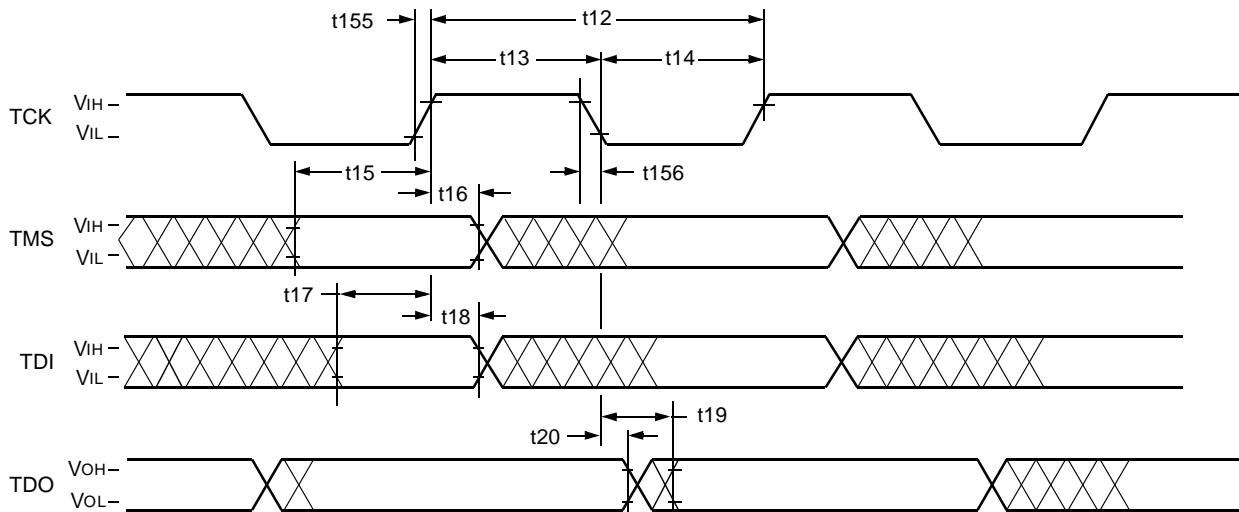 t155
t12
t13
t14
TCK
VIH
VIL
t15
t156
t16
TMS
VIH
VIL
t17
t18
TDI
VIH
VIL
t19
t20
TDO
VOH
VOL